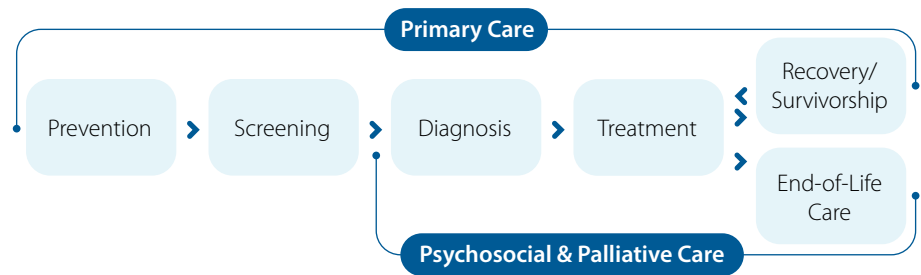 Primary Care
Prevention
Screening
Diagnosis
Treatment
Recovery/
Survivorship
End-of-Life
Care
Psychosocial & Palliative Care